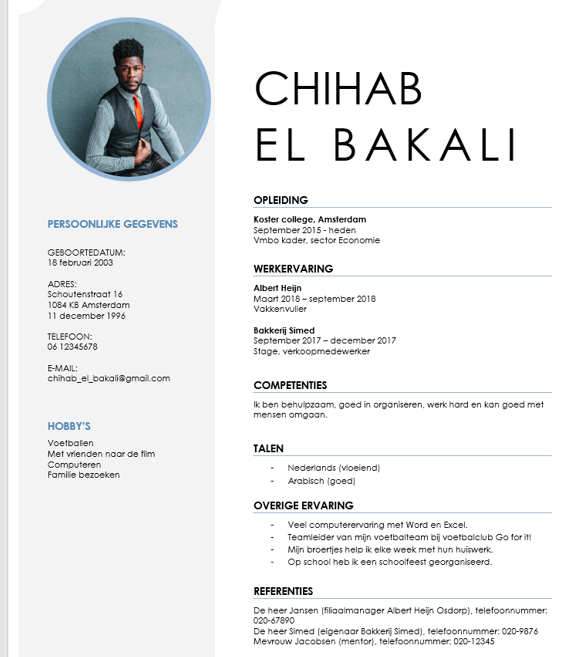 CHIHAB
EL BAKALI
PERSOONLIJKE GEGEVENS
GEBOORTEDATUM:
18 februari 2003
ADRES:
Schoutenstraat 16
1084 KB Amsterdam
11 december 1996
TELEFOON:
06 12345678
E-MAIL:
chihab_el_bakali@gmail.com
HOBBY'S
Voetballen
Met vrienden naar de film
Computeren
Familie bezoeken
OPLEIDING
Koster college, Amsterdam
September 2015 - heden
Vmbo kader, sector Economie
WERKERVARING
Albert Heijn
Maart 2018 – september 2018
Vakkenvuller
Bakkerij Simed
September 2017 – december 2017
Stage, verkoopmedewerker
COMPETENTIES
Ik ben behulpzaam, goed in organiseren, werk hard en kan goed met
mensen omgaan.
TALEN
- Nederlands (vloeiend)
- Arabisch (goed)
OVERIGE ERVARING
- Veel computerervaring met Word en Excel.
- Teamleider van mijn voetbalteam bij voetbalclub Go for it!
- Mijn broertjes help ik elke week met hun huiswerk.
- Op school heb ik een schoolfeest georganiseerd.
REFERENTIES
De heer Jansen (filiaalmanager Albert Heijn Osdorp), telefoonnummer:
020-67890
De heer Simed (eigenaar Bakkerij Simed), telefoonnummer: 020-9876
Mevrouw Jacobsen (mentor), telefoonnummer: 020-12345